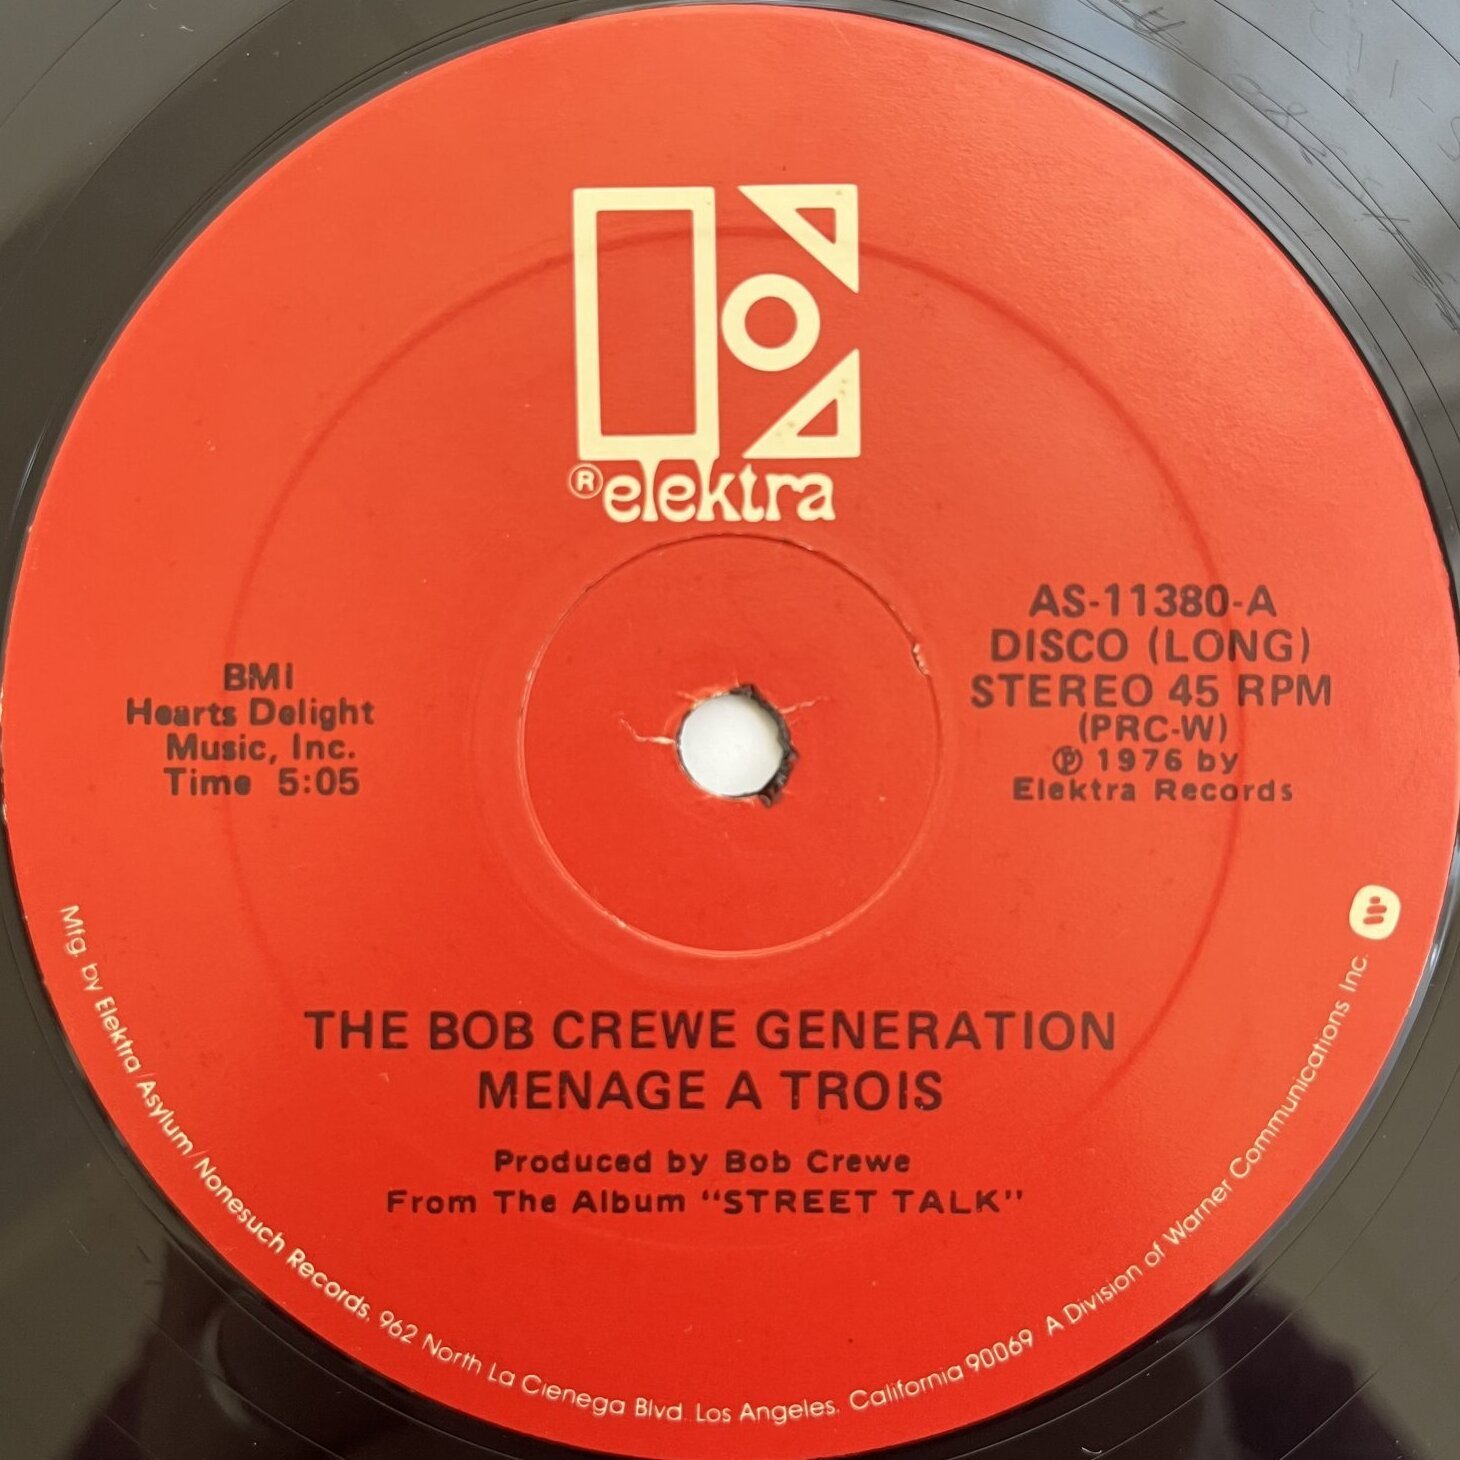 ® elektra
AS-11380-A
DISCO (LONG)
STEREO 45 RPM
(PRC-W)
℗ 1976 by
Elektra Records
BMI
Hearts Delight
Music, Inc.
Time 5:05
THE BOB CREWE GENERATION
MENAGE A TROIS
Produced by Bob Crewe
From The Album "STREET TALK"
Mfg. by Elektra/Asylum/Nonesuch Records, 962 North La Cienega Blvd. Los Angeles, California 90069 A Division of Warner Communications Inc.